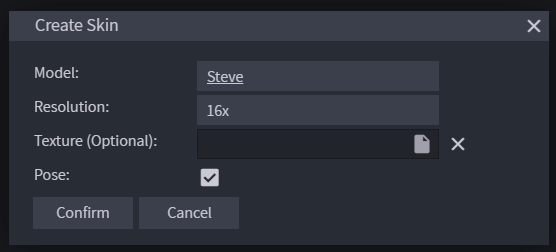 Create Skin
Model: Steve
Resolution: 16x
Texture (Optional):
Pose:
Confirm Cancel